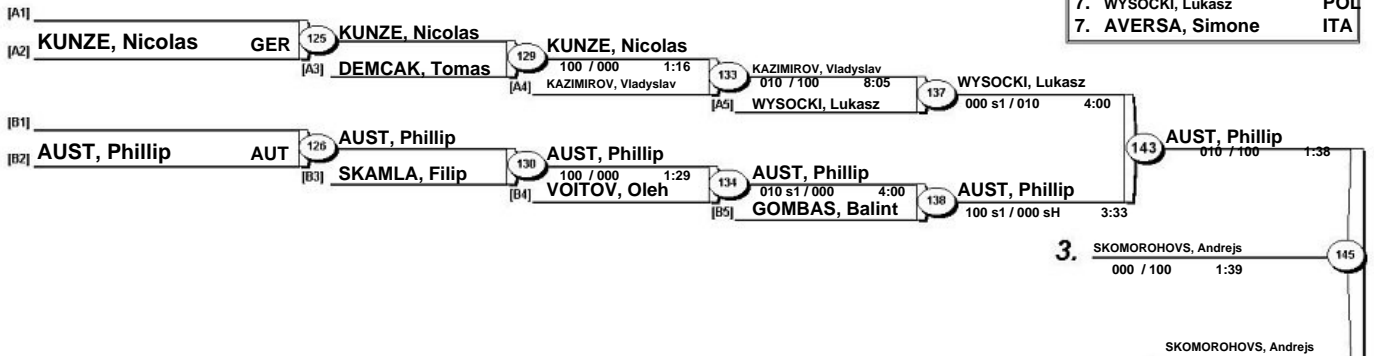 7. WYSOCKI, Lukasz POL
7. AVERSA, Simone ITA
[A1]
[A2] KUNZE, Nicolas GER
125
KUNZE, Nicolas
[A3] DEMCAK, Tomas
129
KUNZE, Nicolas
100 / 000 1:16
[A4] KAZIMIROV, Vladyslav
133
KAZIMIROV, Vladyslav
010 / 100 8:05
[A5] WYSOCKI, Lukasz
137
WYSOCKI, Lukasz
000 s1 / 010 4:00
[B1]
[B2] AUST, Phillip AUT
126
AUST, Phillip
[B3] SKAMLA, Filip
130
AUST, Phillip
100 / 000 1:29
[B4] VOITOV, Oleh
134
AUST, Phillip
010 s1 / 000 4:00
[B5] GOMBAS, Balint
138
AUST, Phillip
100 s1 / 000 sH 3:33
143
AUST, Phillip
010 / 100 1:38
3. SKOMOROHOVS, Andrejs
000 / 100 1:39
145
SKOMOROHOVS, Andrejs